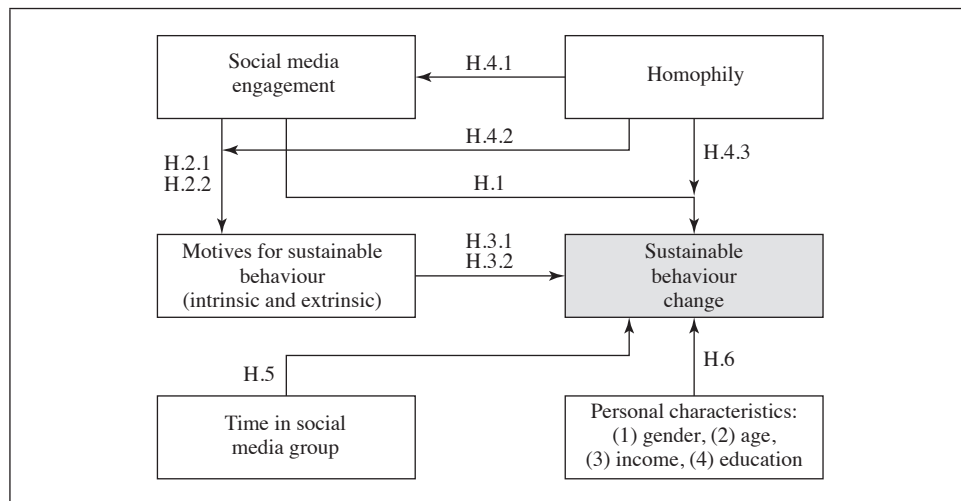 Social media
engagement
H.4.1
Homophily
H.4.2
H.4.3
H.2.1
H.2.2
H.1
Motives for sustainable
behaviour
(intrinsic and extrinsic)
H.3.1
H.3.2
Sustainable
behaviour
change
H.5
H.6
Time in social
media group
Personal characteristics:
(1) gender, (2) age,
(3) income, (4) education